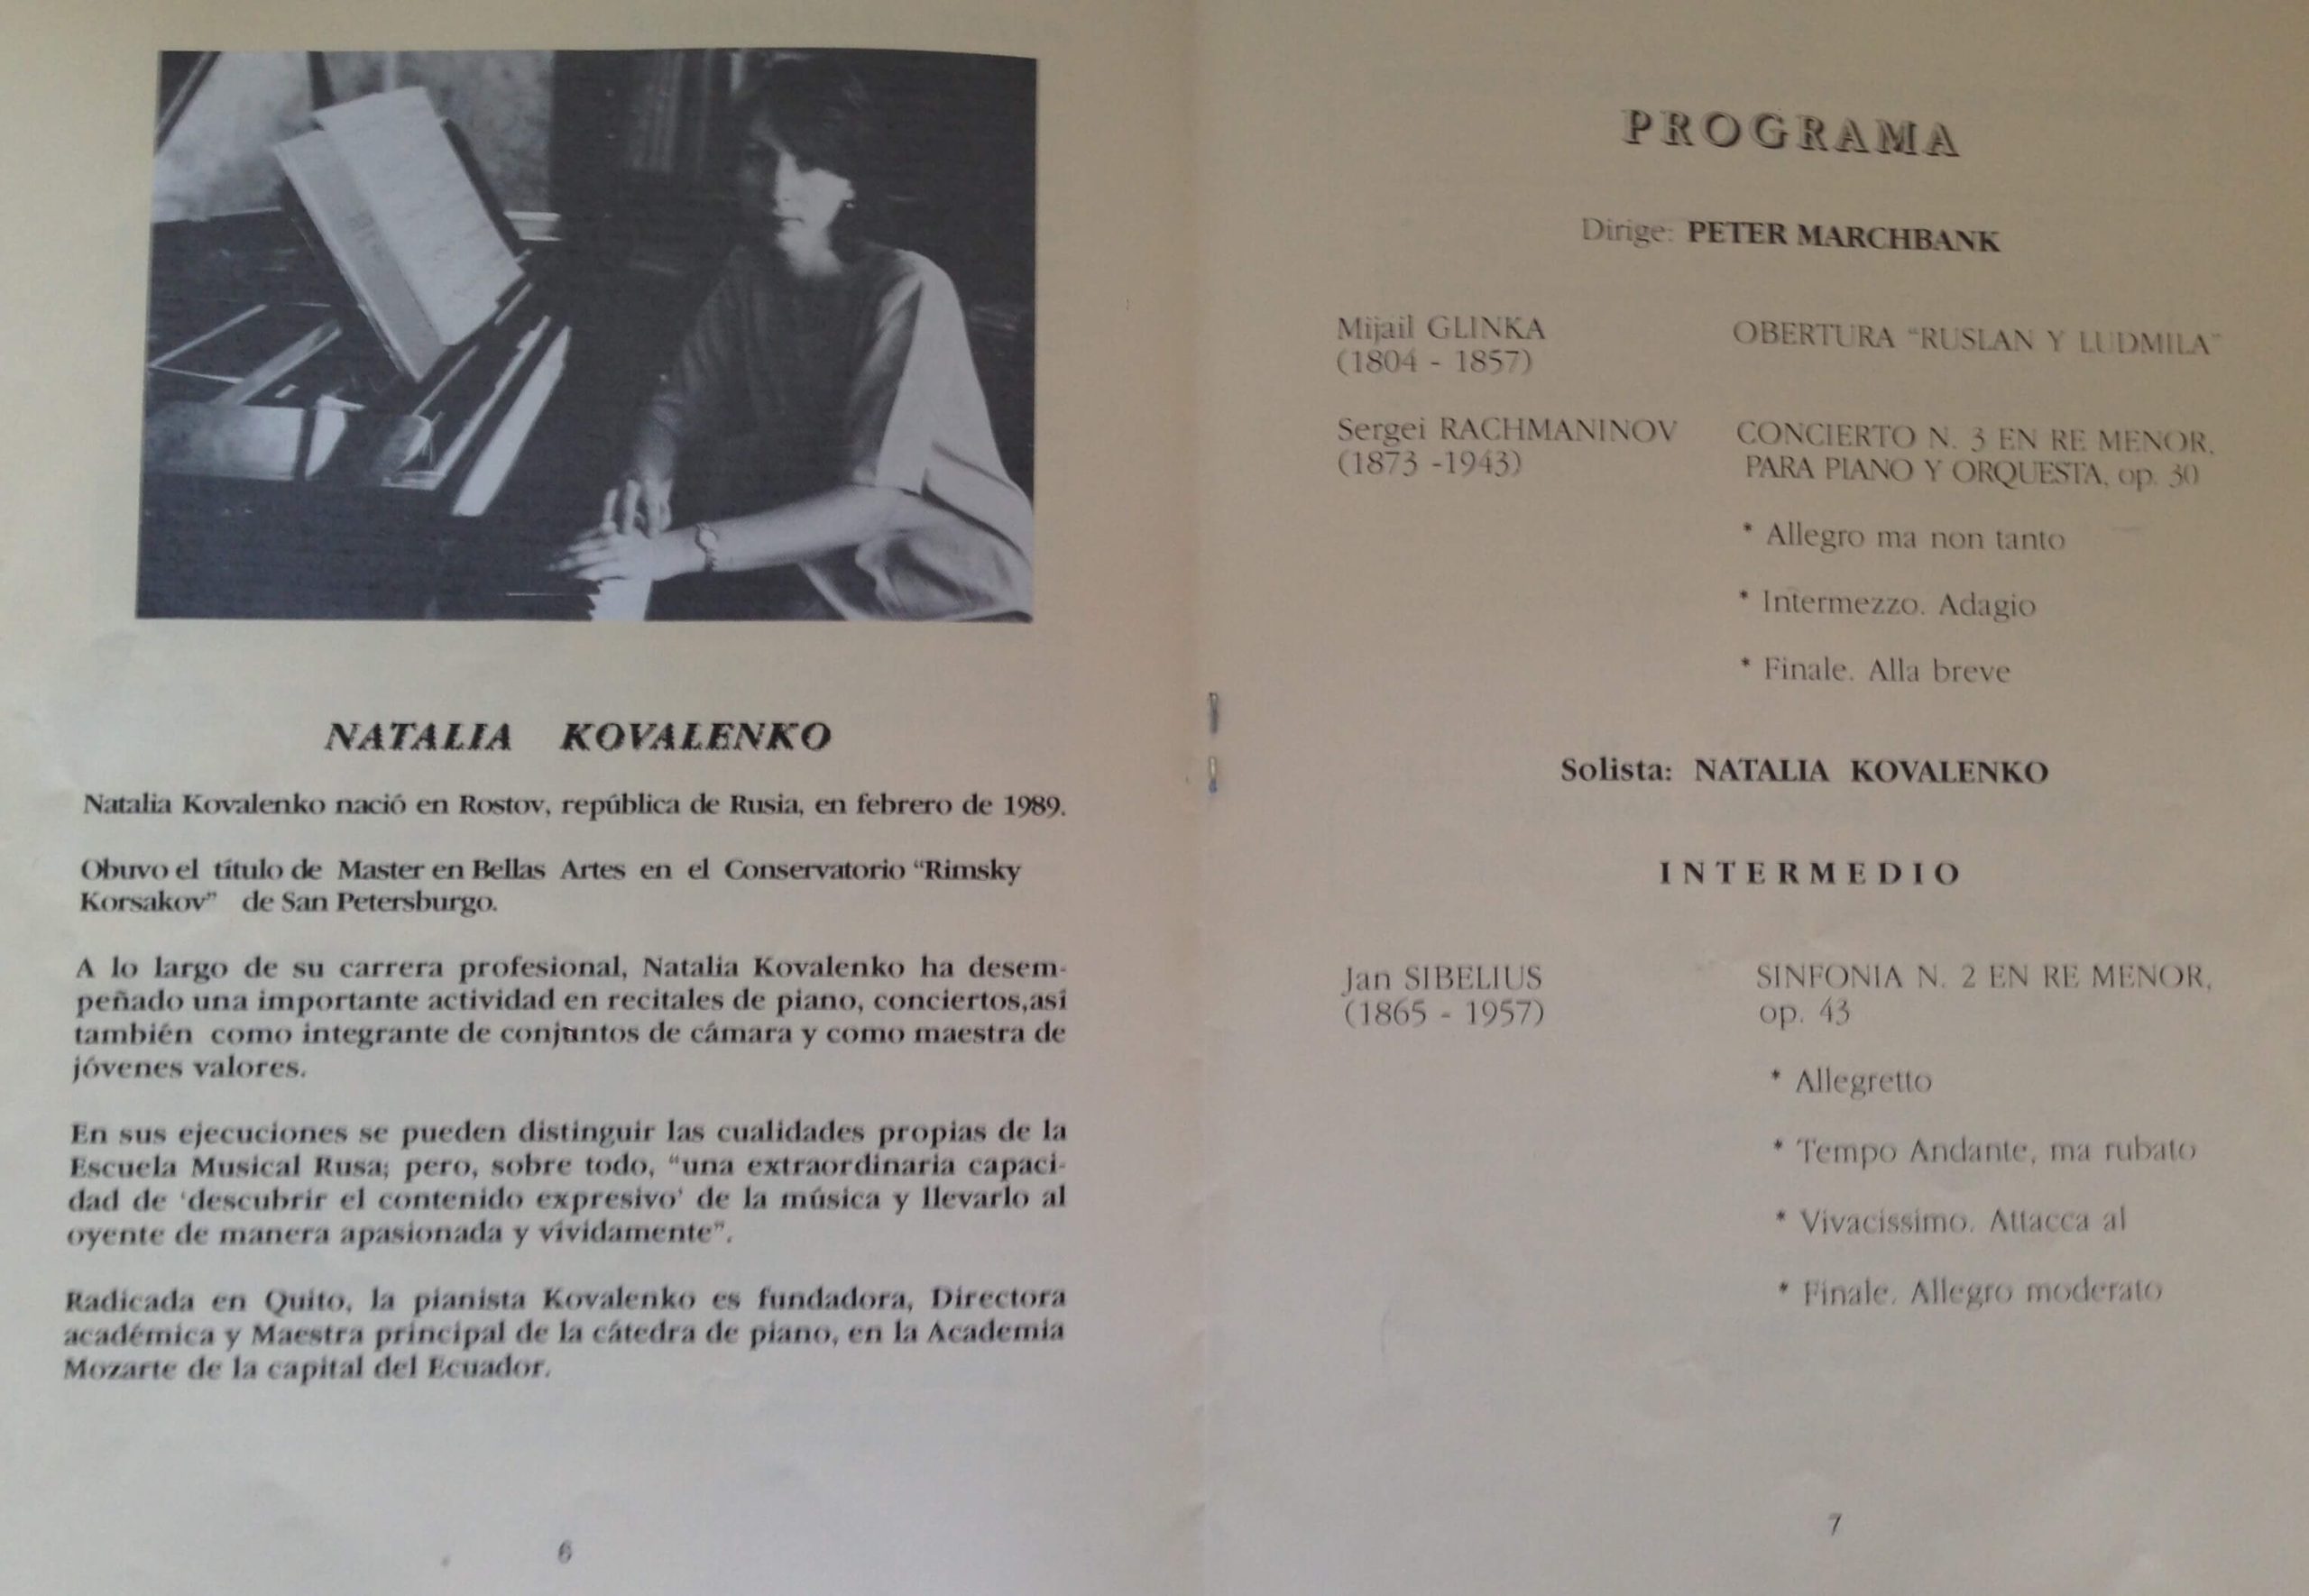 NATALIA KOVALENKO
Natalia Kovalenko nació en Rostov, república de Rusia, en febrero de 1989.
Obuvo el título de Master en Bellas Artes en el Conservatorio “Rimsky
Korsakov” de San Petersburgo.
A lo largo de su carrera profesional, Natalia Kovalenko ha desem-
peñado una importante actividad en recitales de piano, conciertos,así
también como integrante de conjuntos de cámara y como maestra de
jóvenes valores.
En sus ejecuciones se pueden distinguir las cualidades propias de la
Escuela Musical Rusa; pero, sobre todo, “una extraordinaria capaci-
dad de ‘descubrir el contenido expresivo’ de la música y llevarlo al
oyente de manera apasionada y vívidamente”.
Radicada en Quito, la pianista Kovalenko es fundadora, Directora
académica y Maestra principal de la cátedra de piano, en la Academia
Mozarte de la capital del Ecuador.
6
PROGRAMA
Dirige: PETER MARCHBANK
Mijail GLINKA OBERTURA “RUSLAN Y LUDMILA”
(1804 - 1857)
Sergei RACHMANINOV CONCIERTO N. 3 EN RE MENOR,
(1873 -1943) PARA PIANO Y ORQUESTA, op. 30
* Allegro ma non tanto
* Intermezzo. Adagio
* Finale. Alla breve
Solista: NATALIA KOVALENKO
INTERMEDIO
Jan SIBELIUS SINFONIA N. 2 EN RE MENOR,
(1865 - 1957) op. 43
* Allegretto
* Tempo Andante, ma rubato
* Vivacissimo. Attacca al
* Finale. Allegro moderato
7